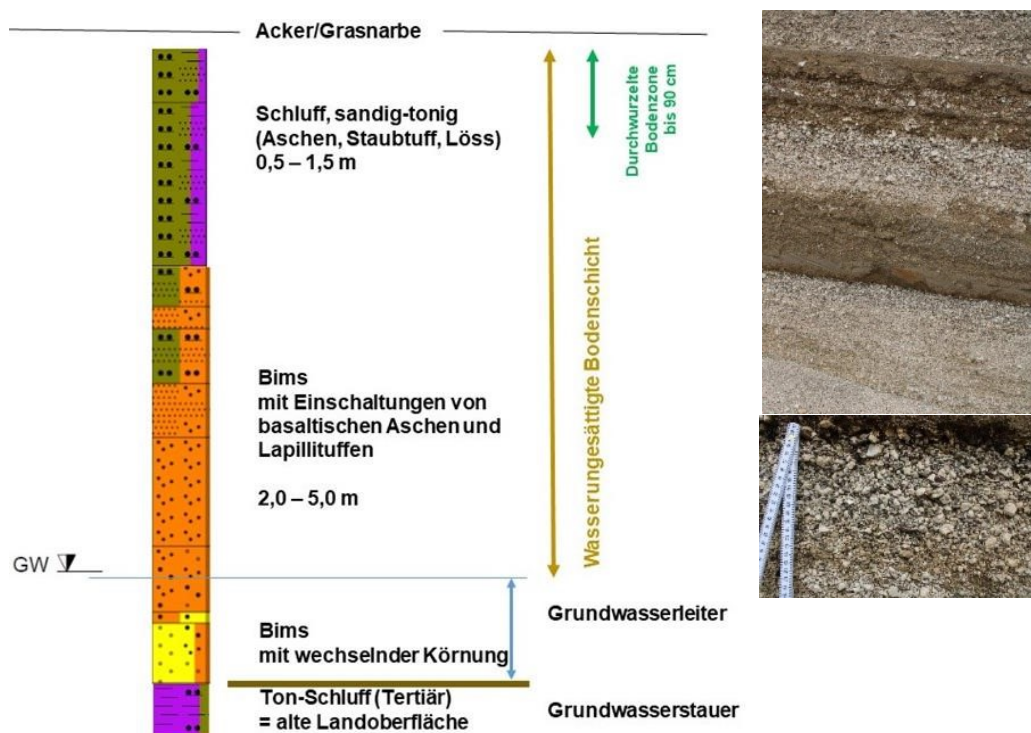 Acker/Grasnarbe
Schluff, sandig-tonig
(Aschen, Staubtuff, Löss)
0,5 – 1,5 m
Durchwurzelte
Bodenzone
bis 90 cm
Wasserungesättigte Bodenschicht
Bims
mit Einschaltungen von
basaltischen Aschen und
Lapillituffen
2,0 – 5,0 m
GW
Grundwasserleiter
Bims
mit wechselnder Körnung
Ton-Schluff (Tertiär)
= alte Landoberfläche
Grundwasserstauer